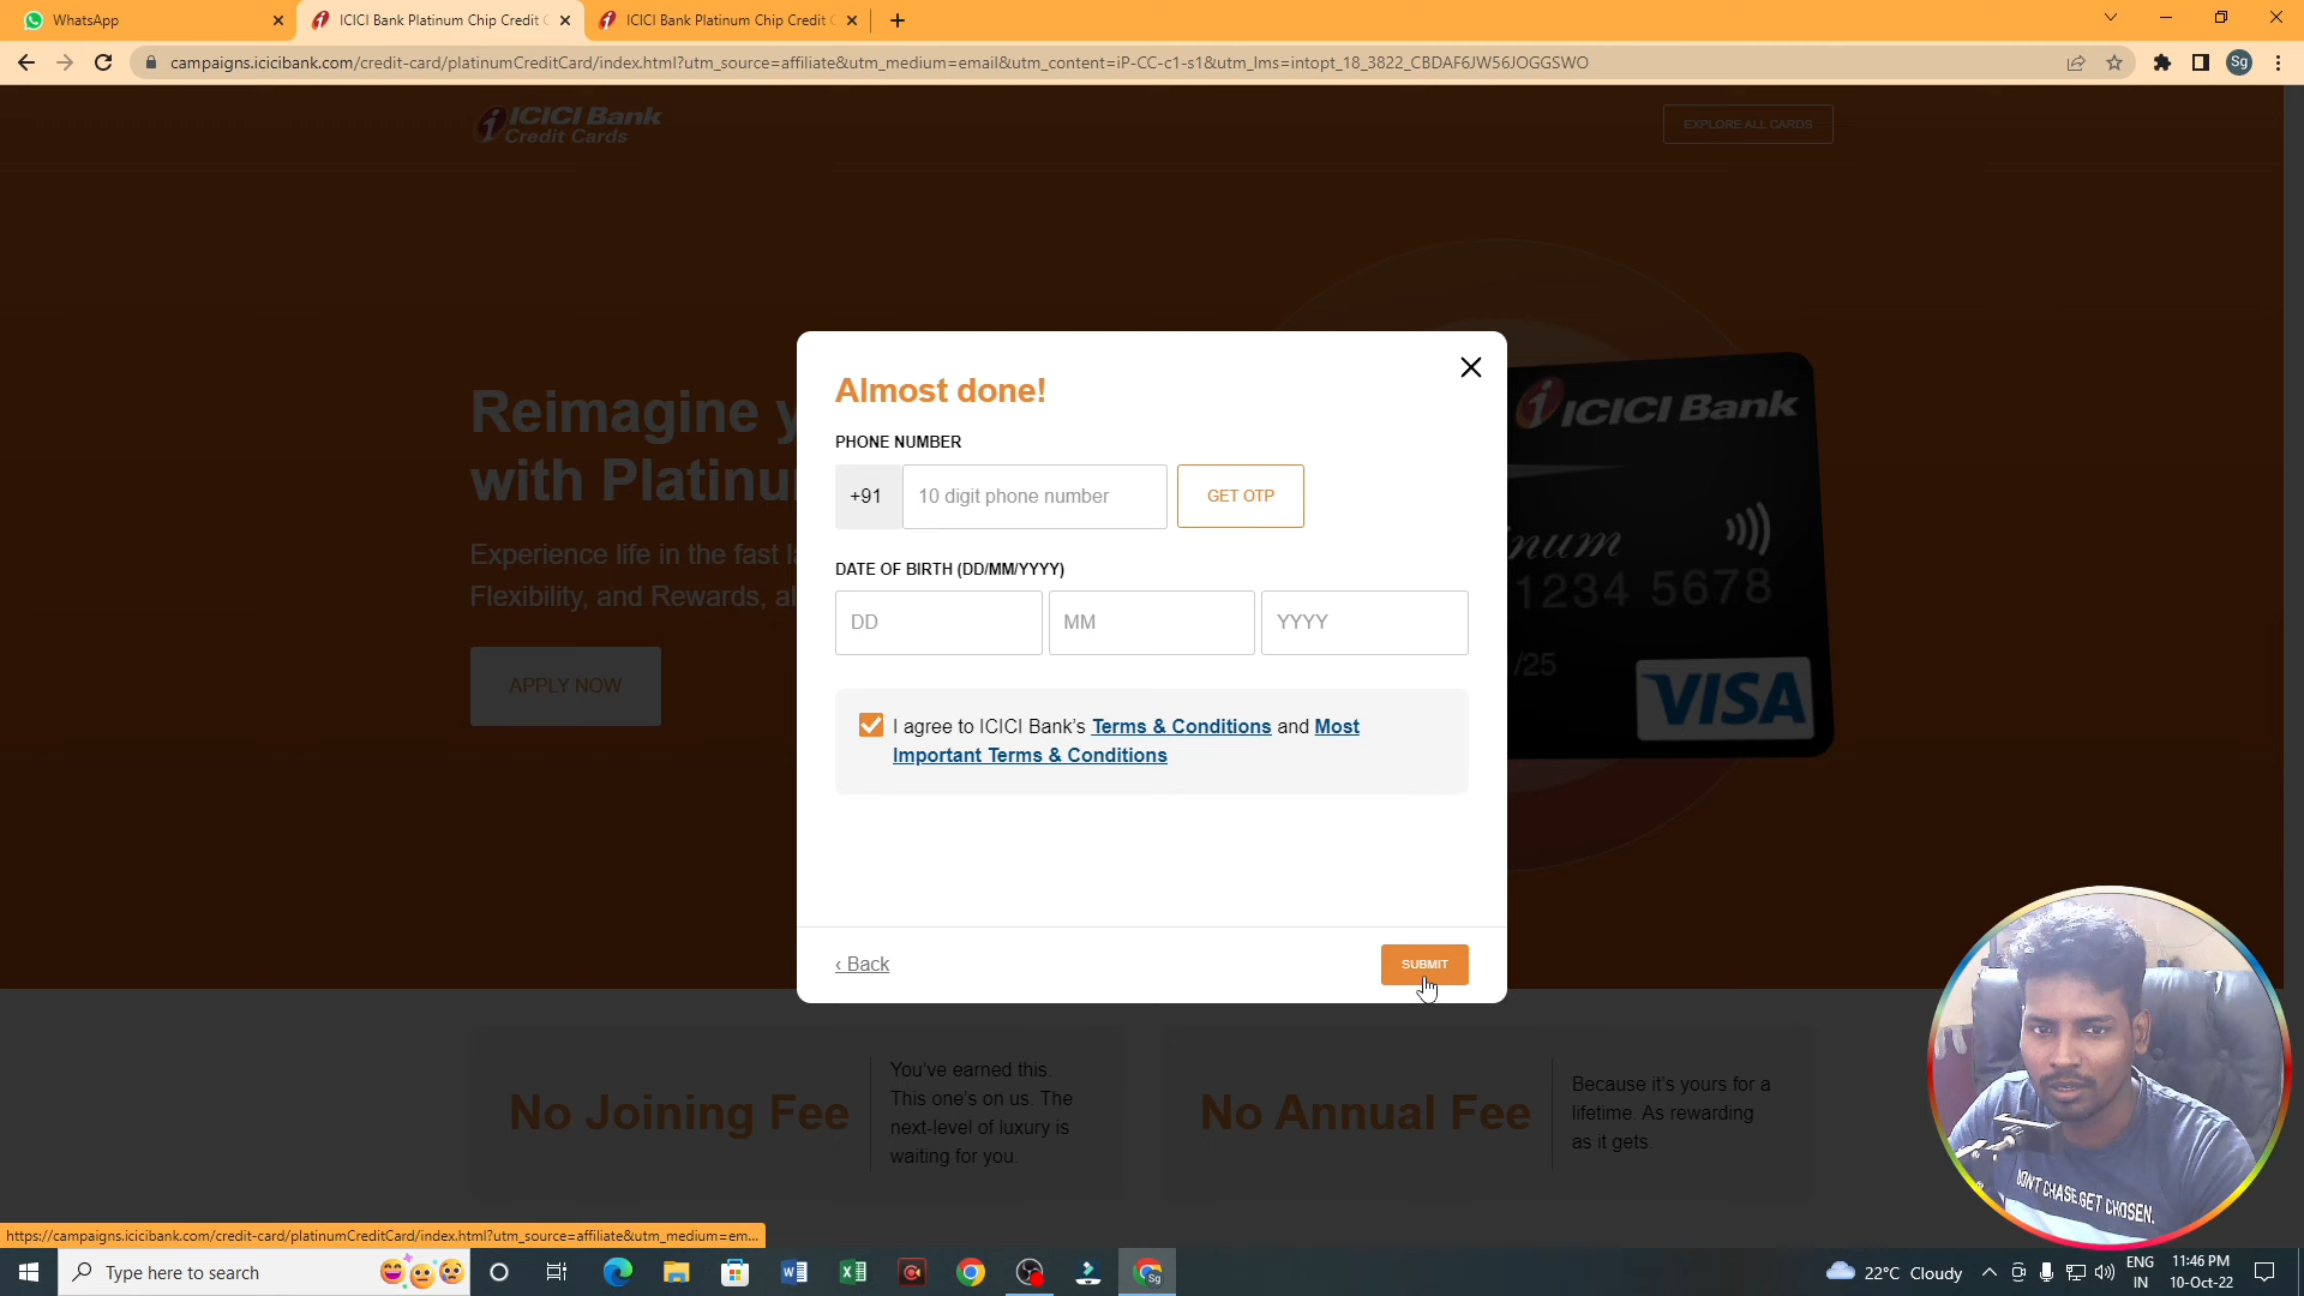 WhatsApp
ICICI Bank Platinum Chip Credit C
ICICI Bank Platinum Chip Credit C
campaigns.icicibank.com/credit-card/platinumCreditCard/index.html?utm_source=affiliate&utm_medium=email&utm_content=iP-CC-c1-s1&utm_lms=intopt_18_3822_CBDAF6JW56JOGGSWO
Sg
ICICI Bank
Credit Cards
EXPLORE ALL CARDS
Reimagine y
with Platinu
Experience life in the fast l
Flexibility, and Rewards, al
APPLY NOW
Almost done!
PHONE NUMBER
+91
10 digit phone number
GET OTP
DATE OF BIRTH (DD/MM/YYYY)
DD
MM
YYYY
I agree to ICICI Bank's Terms & Conditions and Most
Important Terms & Conditions
‹ Back
SUBMIT
ICICI Bank
inum
1234 5678
/25
VISA
No Joining Fee
You've earned this.
This one's on us. The
next-level of luxury is
waiting for you.
No Annual Fee
Because it's yours for a
lifetime. As rewarding
as it gets.
DON'T CHASE.GET CHOSEN.
https://campaigns.icicibank.com/credit-card/platinumCreditCard/index.html?utm_source=affiliate&utm_medium=em...
Type here to search
Sg
22°C Cloudy
ENG
IN
11:46 PM
10-Oct-22